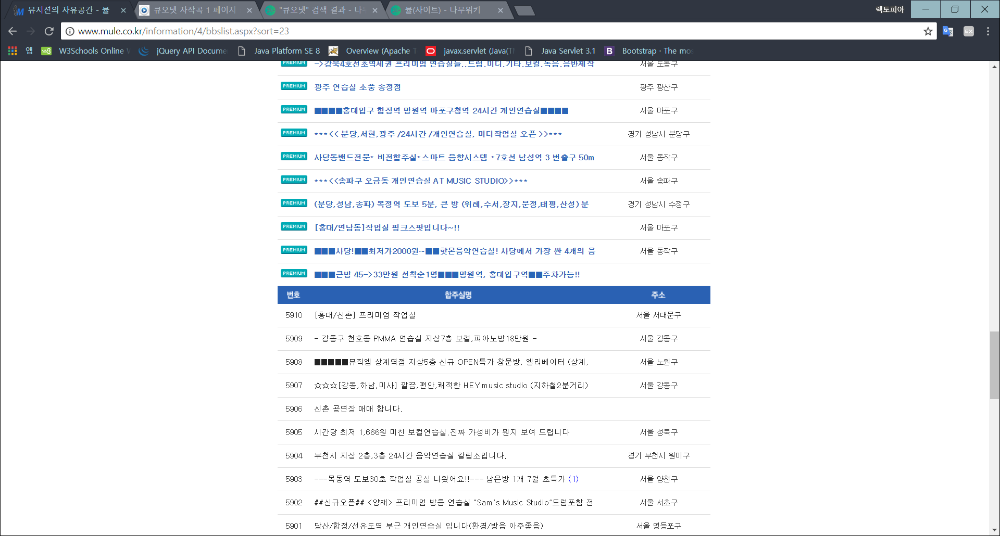 뮤지션의 자유공간 - 뮬
큐오넷 자작곡 1 페이지
"큐오넷" 검색 결과 - 나무
뮬(사이트) - 나무위키
렉토피아
www.mule.co.kr/information/4/bbslist.aspx?sort=23
앱
W3Schools Online
jQuery API Docume
Java Platform SE 8
Overview (Apache T
javax.servlet (Java(T
Java Servlet 3.1
Bootstrap · The mos
PREMIUM ->강북4호선초역세권 프리미엄 연습실들..드럼.미디.기타.보컬.녹음.음반제작 서울 도봉구
PREMIUM 광주 연습실 소풍 송정점 광주 광산구
PREMIUM ■■■■홍대입구 합정역 망원역 마포구청역 24시간 개인연습실■■■■ 서울 마포구
PREMIUM ***<< 분당,서현,광주 /24시간 /개인연습실, 미디작업실 오픈 >>*** 경기 성남시 분당구
PREMIUM 사당동밴드전문* 비전합주실*스마트 음향시스템 *7호선 남성역 3 번출구 50m 서울 동작구
PREMIUM ***<<송파구 오금동 개인연습실 AT MUSIC STUDIO>>*** 서울 송파구
PREMIUM (분당,성남,송파) 복정역 도보 5분, 큰 방 (위례,수서,장지,문정,태평,산성) 분 경기 성남시 수정구
PREMIUM [홍대/연남동]작업실 핑크스팟입니다~!! 서울 마포구
PREMIUM ■■■사당!■■최저가2000원~■■핫온음악연습실! 사당에서 가장 싼 4개의 음 서울 동작구
PREMIUM ■■■큰방 45->33만원 선착순1명■■■망원역, 홍대입구역■■주차가능!!
번호 합주실명 주소
5910 [홍대/신촌] 프리미엄 작업실 서울 서대문구
5909 - 강동구 천호동 PMMA 연습실 지상7층 보컬,피아노방18만원 - 서울 강동구
5908 ■■■■■뮤직엠 상계역점 지상5층 신규 OPEN특가 창문방, 엘리베이터 (상계, 서울 노원구
5907 ☆☆☆[강동,하남,미사] 깔끔,편안,쾌적한 HEY music studio (지하철2분거리) 서울 강동구
5906 신촌 공연장 매매 합니다.
5905 시간당 최저 1,666원 미친 보컬연습실.진짜 가성비가 뭔지 보여 드립니다 서울 성북구
5904 부천시 지상 2층,3층 24시간 음악연습실 칼립소입니다. 경기 부천시 원미구
5903 ---목동역 도보30초 작업실 공실 나왔어요!!--- 남은방 1개 7월 초특가 (1) 서울 양천구
5902 ##신규오픈## <양재> 프리미엄 방음 연습실 "Sam's Music Studio"드럼포함 전 서울 서초구
5901 당산/합정/선유도역 부근 개인연습실 입니다(환경/방음 아주좋음) 서울 영등포구